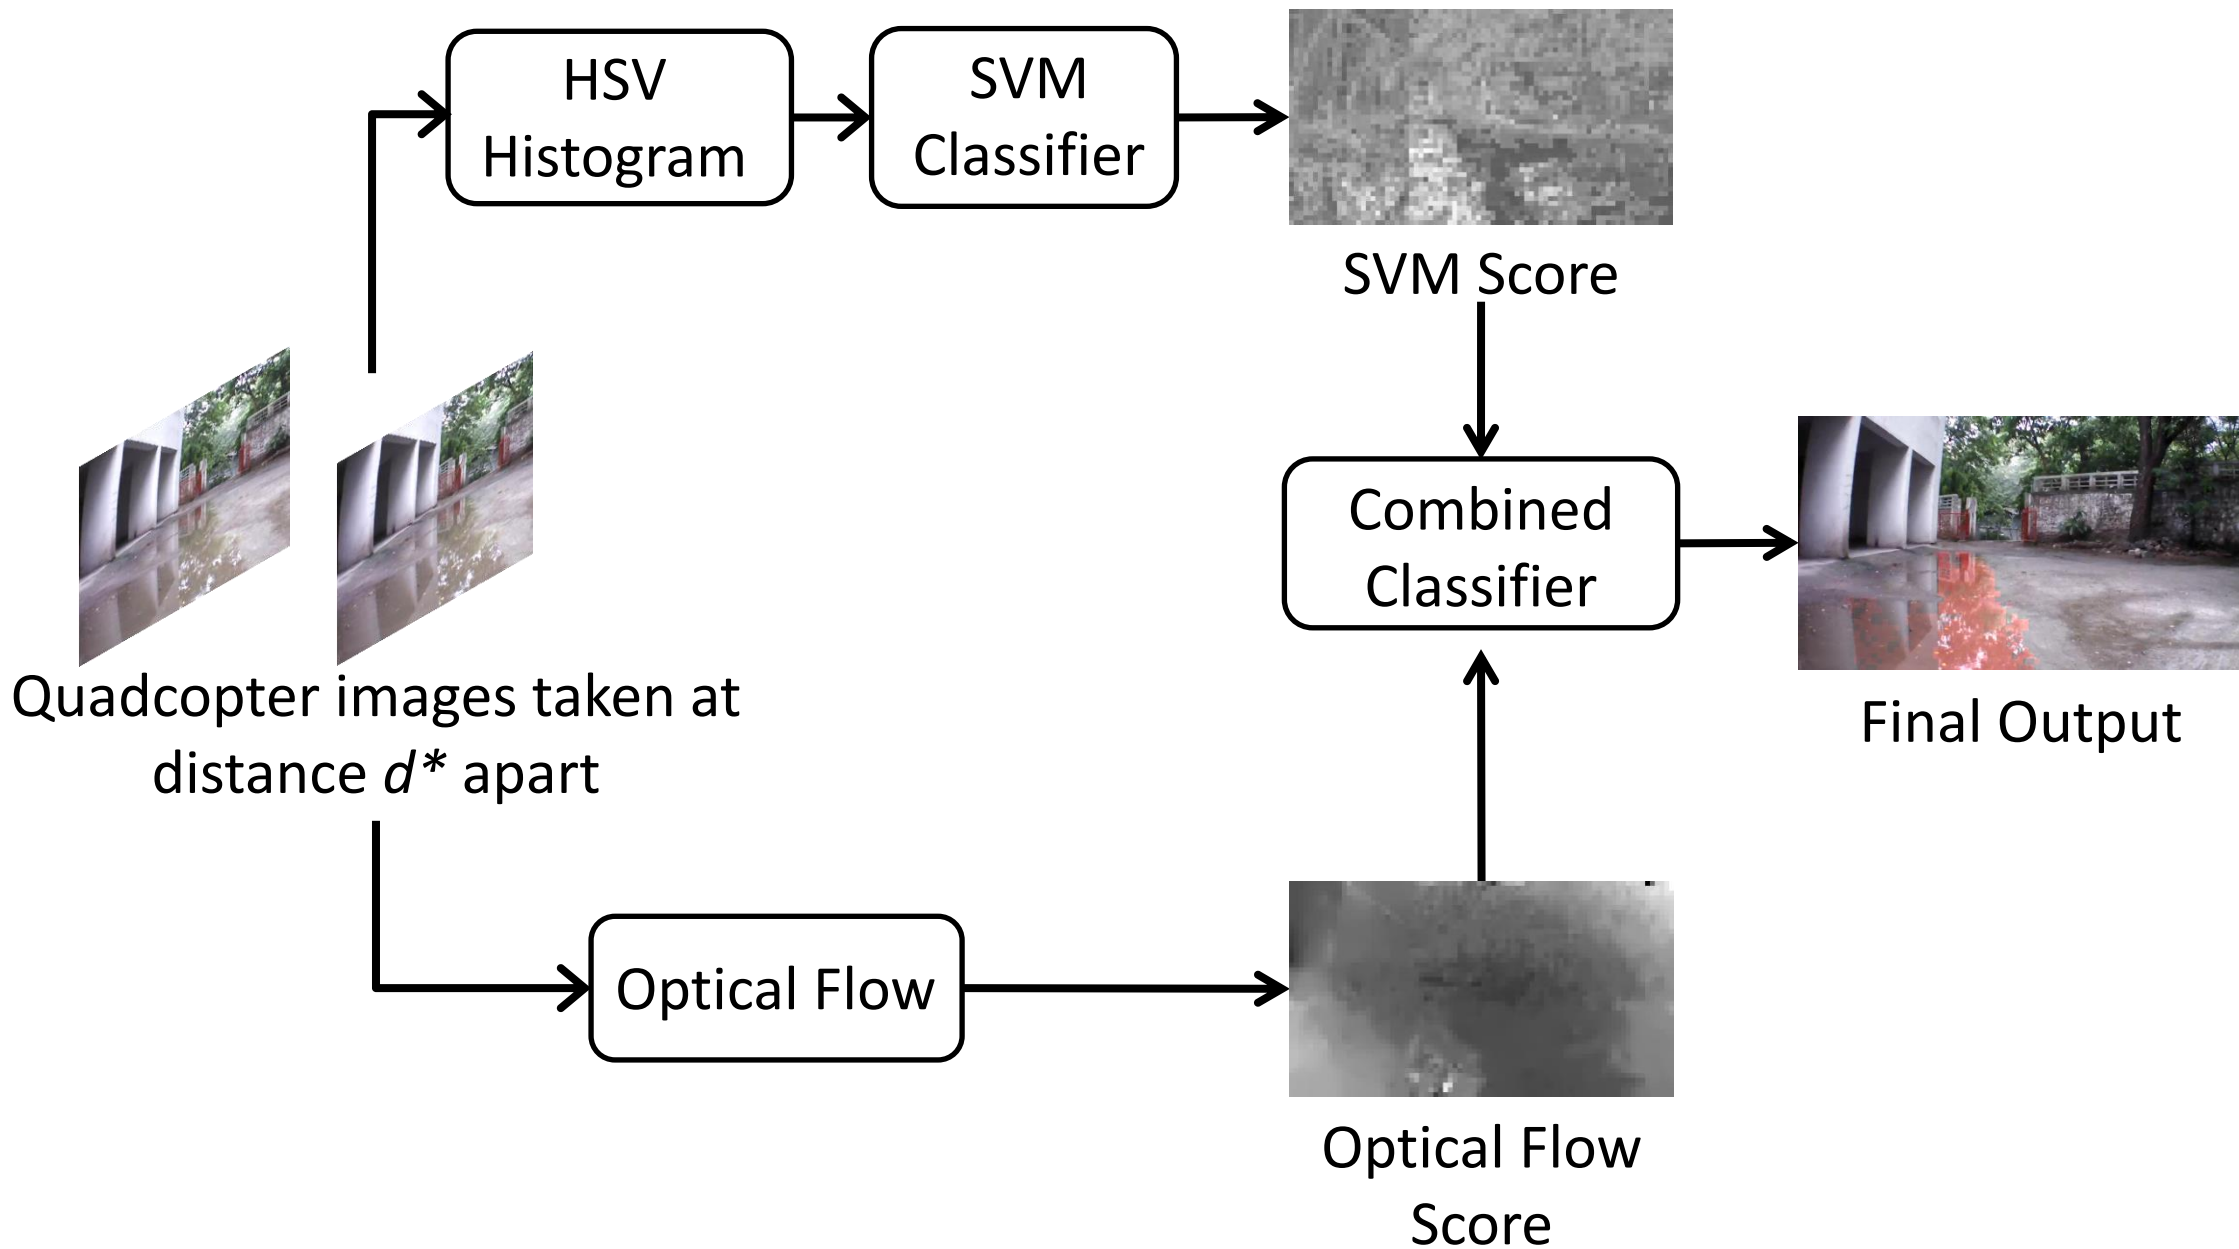 HSV
Histogram
SVM
Classifier
SVM Score
Quadcopter images taken at
distance d* apart
Combined
Classifier
Final Output
Optical Flow
Optical Flow
Score